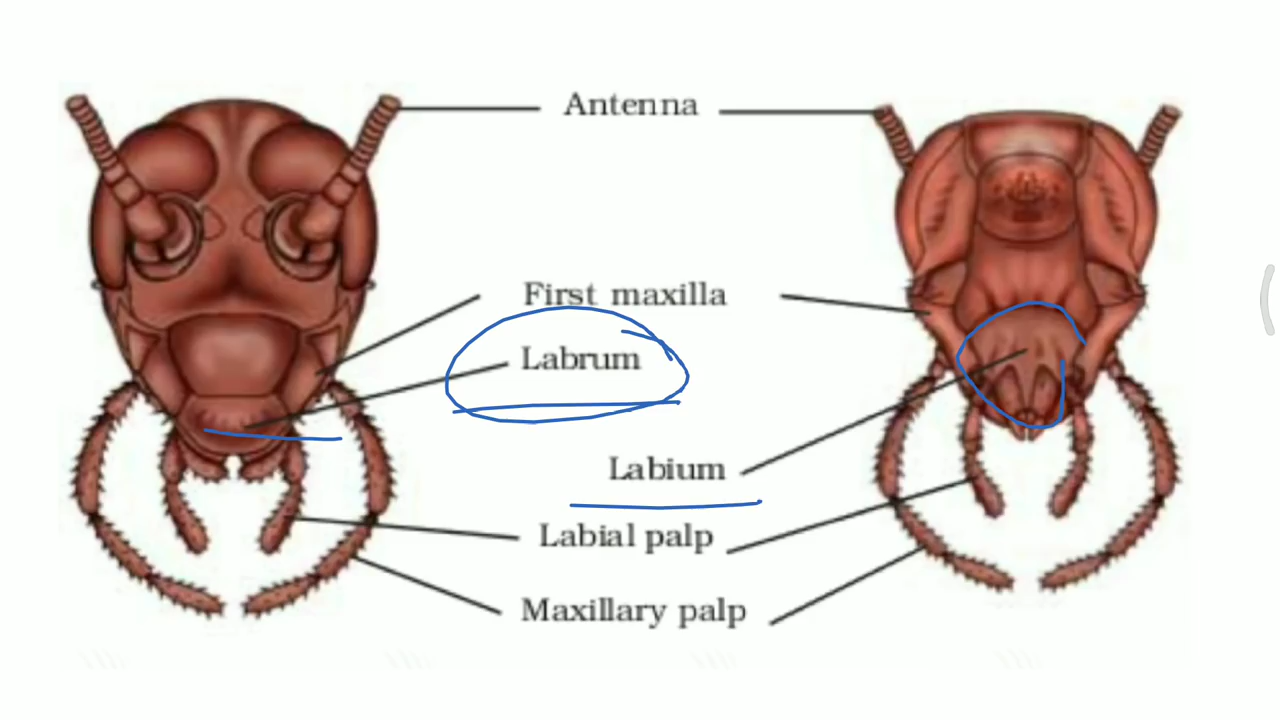 Antenna
First maxilla
Labrum
Labium
Labial palp
Maxillary palp